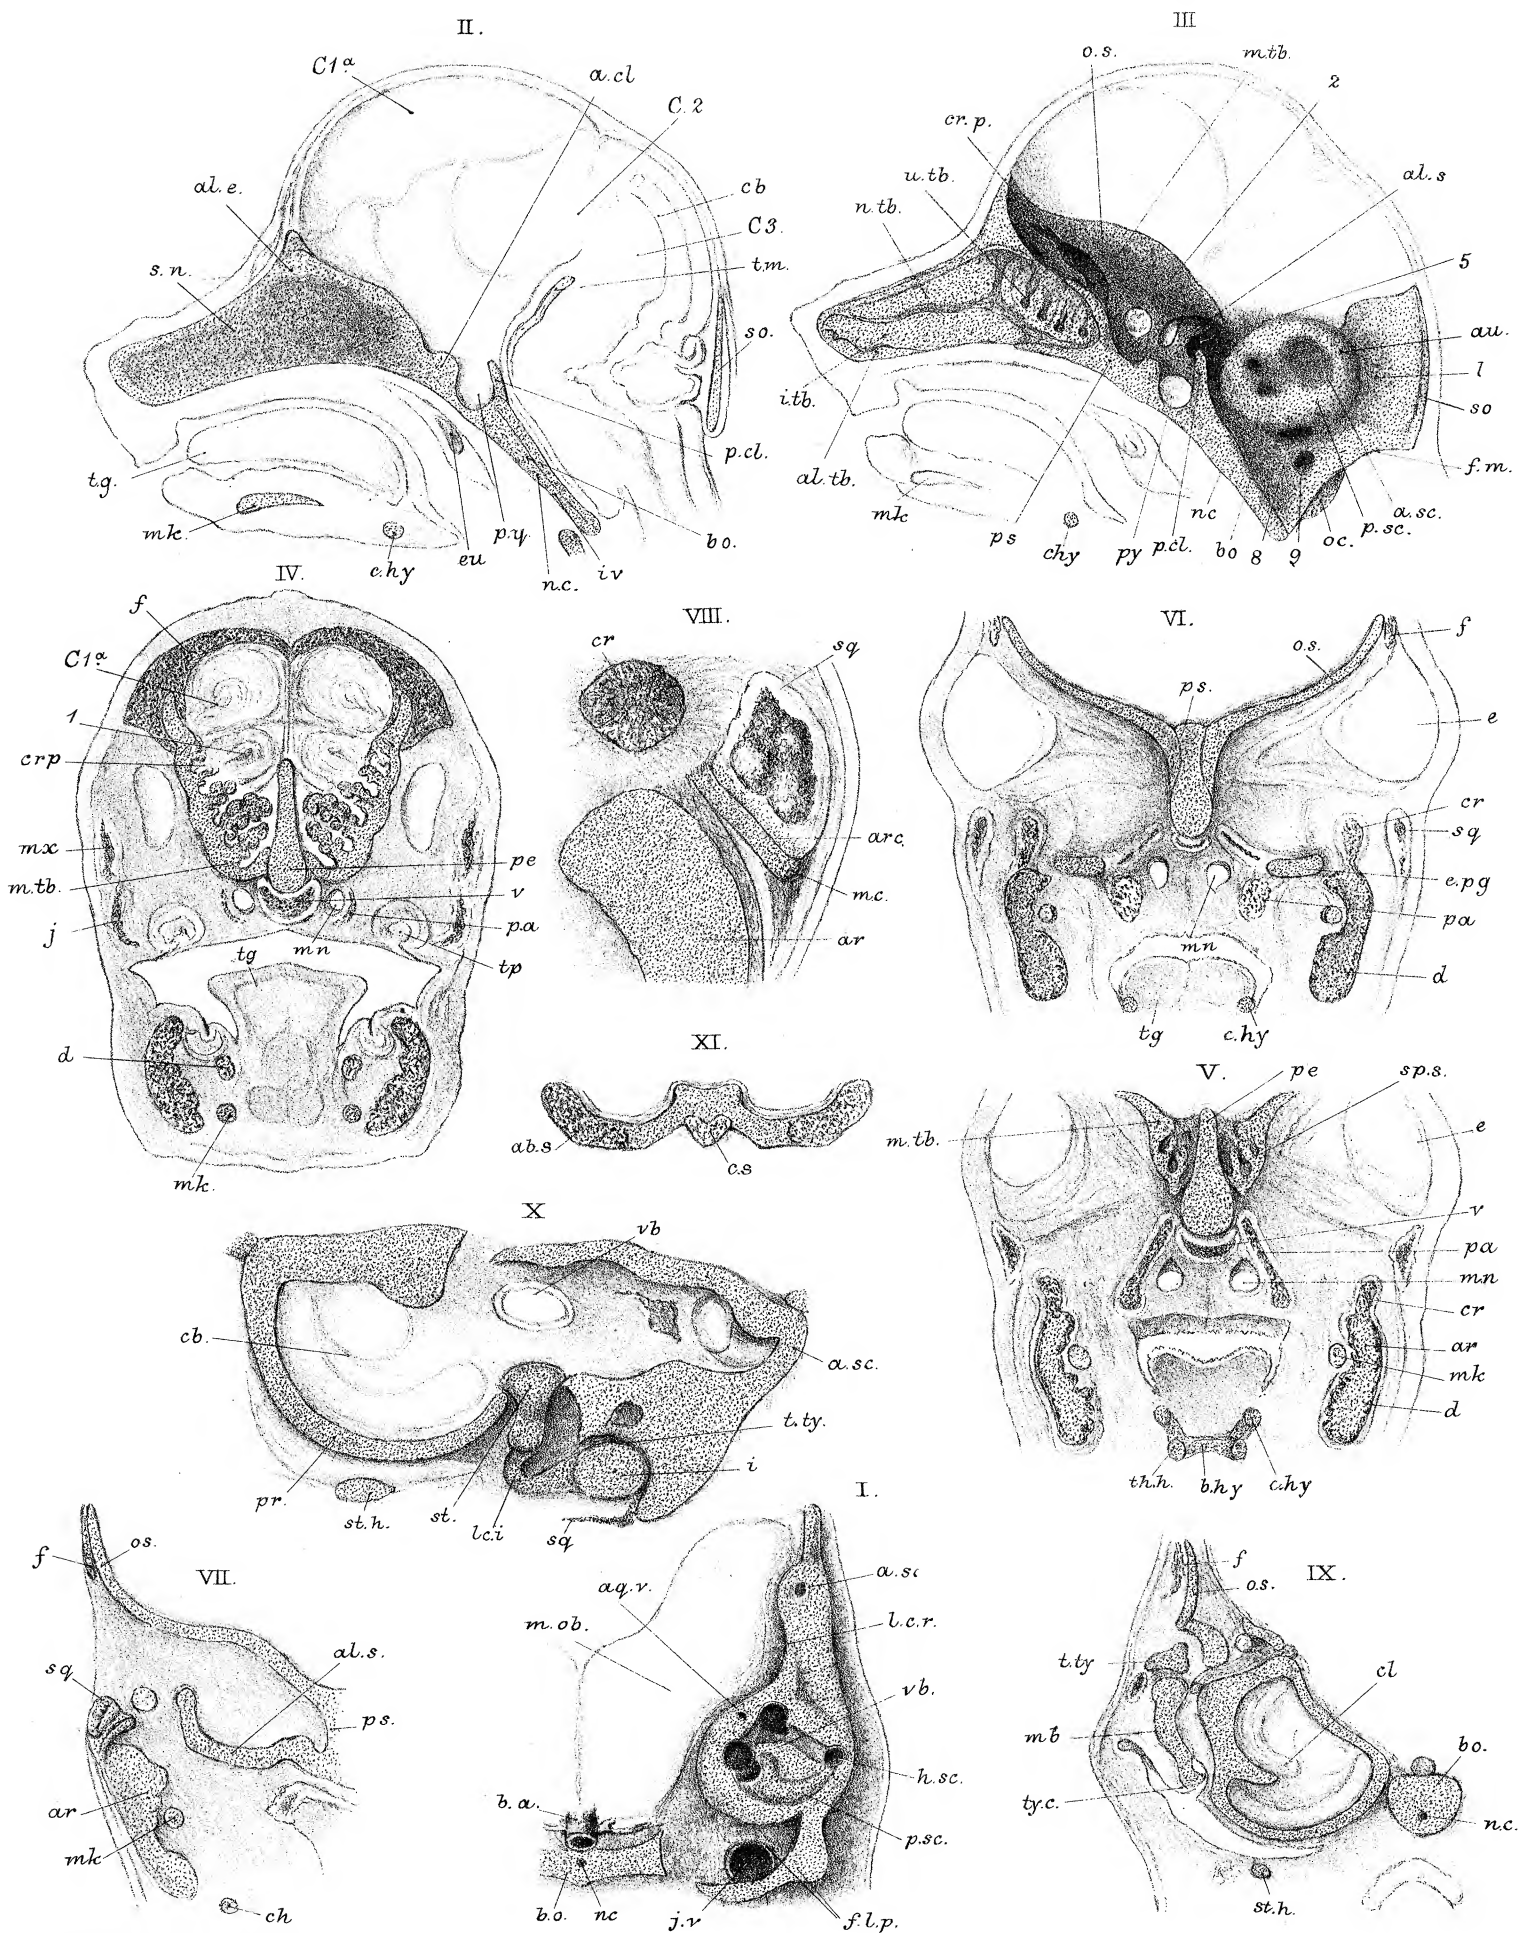 II.
C1ª
a.cl
C.2
al.e.
cb
C3.
s.n.
t.m.
so.
t.g.
p.cl.
mk.
c.hy
eu
p.y.
n.c.
iv
bo.
III
o.s.
m.tb.
2
cr.p.
u.tb.
al.s
n.tb.
5
au.
l
i.tb.
so
al.tb.
f.m.
mk
a.sc.
p.sc.
ps
chy
py
p.cl.
nc
bo
8
9
oc.
IV.
f
C1ª
1
crp
mx
pe
m.tb.
v
j
pa
mn
tg
tp
d
mk.
VIII.
cr
sq
arc.
m.c.
ar
VI.
f
o.s.
ps.
e
cr
sq
e.pg
pa
mn
d
tg
c.hy
XI.
ab.s
c.s
V.
pe
sp.s.
m.tb.
e
v
pa
mn
cr
ar
mk
d
th.h.
b.hy
c.hy
X
vb
cb.
a.sc.
t.ty.
i
pr.
st.h.
st.
lc.i
sq
VII.
f
os.
al.s.
sq
ps.
ar
mk
ch
I.
aq.v.
a.sc
m.ob.
l.c.r.
vb.
h.sc.
b.a.
p.sc.
b.o.
nc
j.v
f.l.p.
IX.
f
o.s.
t.ty
cl
mb
bo.
ty.c.
n.c.
st.h.